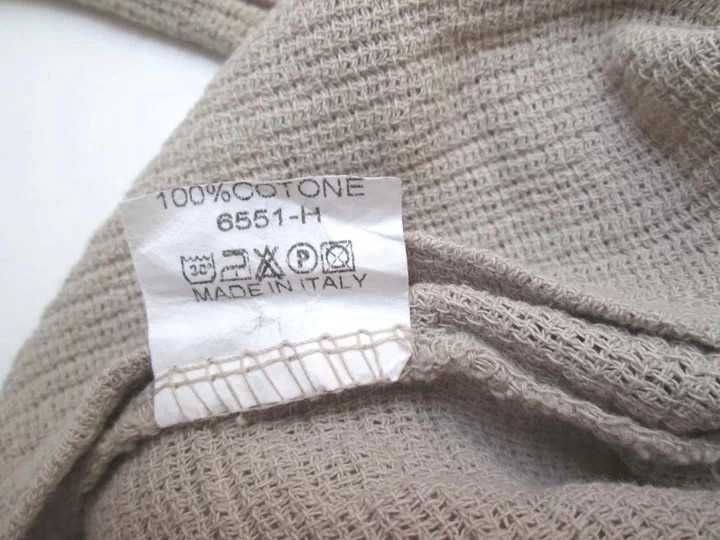 100%COTONE
6551-H
30° P
MADE IN ITALY